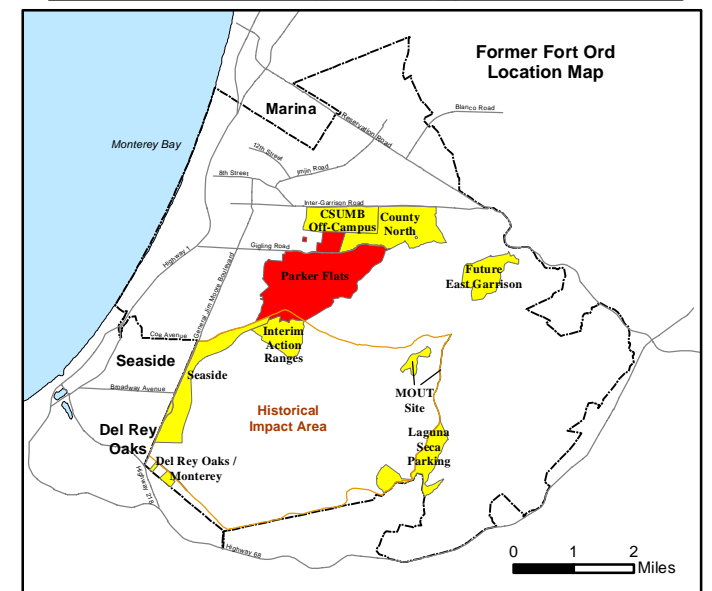 Former Fort Ord
Location Map
Marina
Blanco Road
Reservation Road
Monterey Bay
12th Street
Imjin Road
8th Street
Inter-Garrison Road
CSUMB
Off-Campus
County
North
Gigling Road
Highway 1
Parker Flats
Future
East Garrison
General Jim Moore Boulevard
Coe Avenue
Interim
Action
Ranges
Seaside
Seaside
MOUT
Site
Broadway Avenue
Historical
Impact Area
Del Rey
Oaks
Laguna
Seca
Parking
Del Rey Oaks /
Monterey
Highway 218
Highway 68
0 1 2
Miles